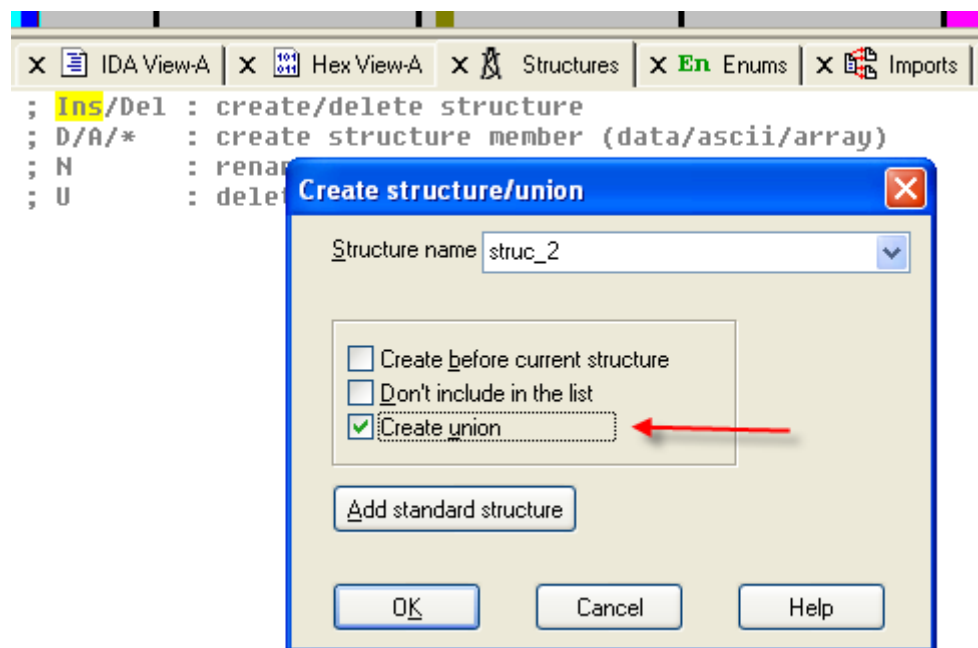 IDA View-A Hex View-A Structures En Enums Imports
; Ins/Del : create/delete structure
; D/A/* : create structure member (data/ascii/array)
; N : renam
; U : delet
Create structure/union
Structure name struc_2
Create before current structure
Don't include in the list
Create union
Add standard structure
OK Cancel Help